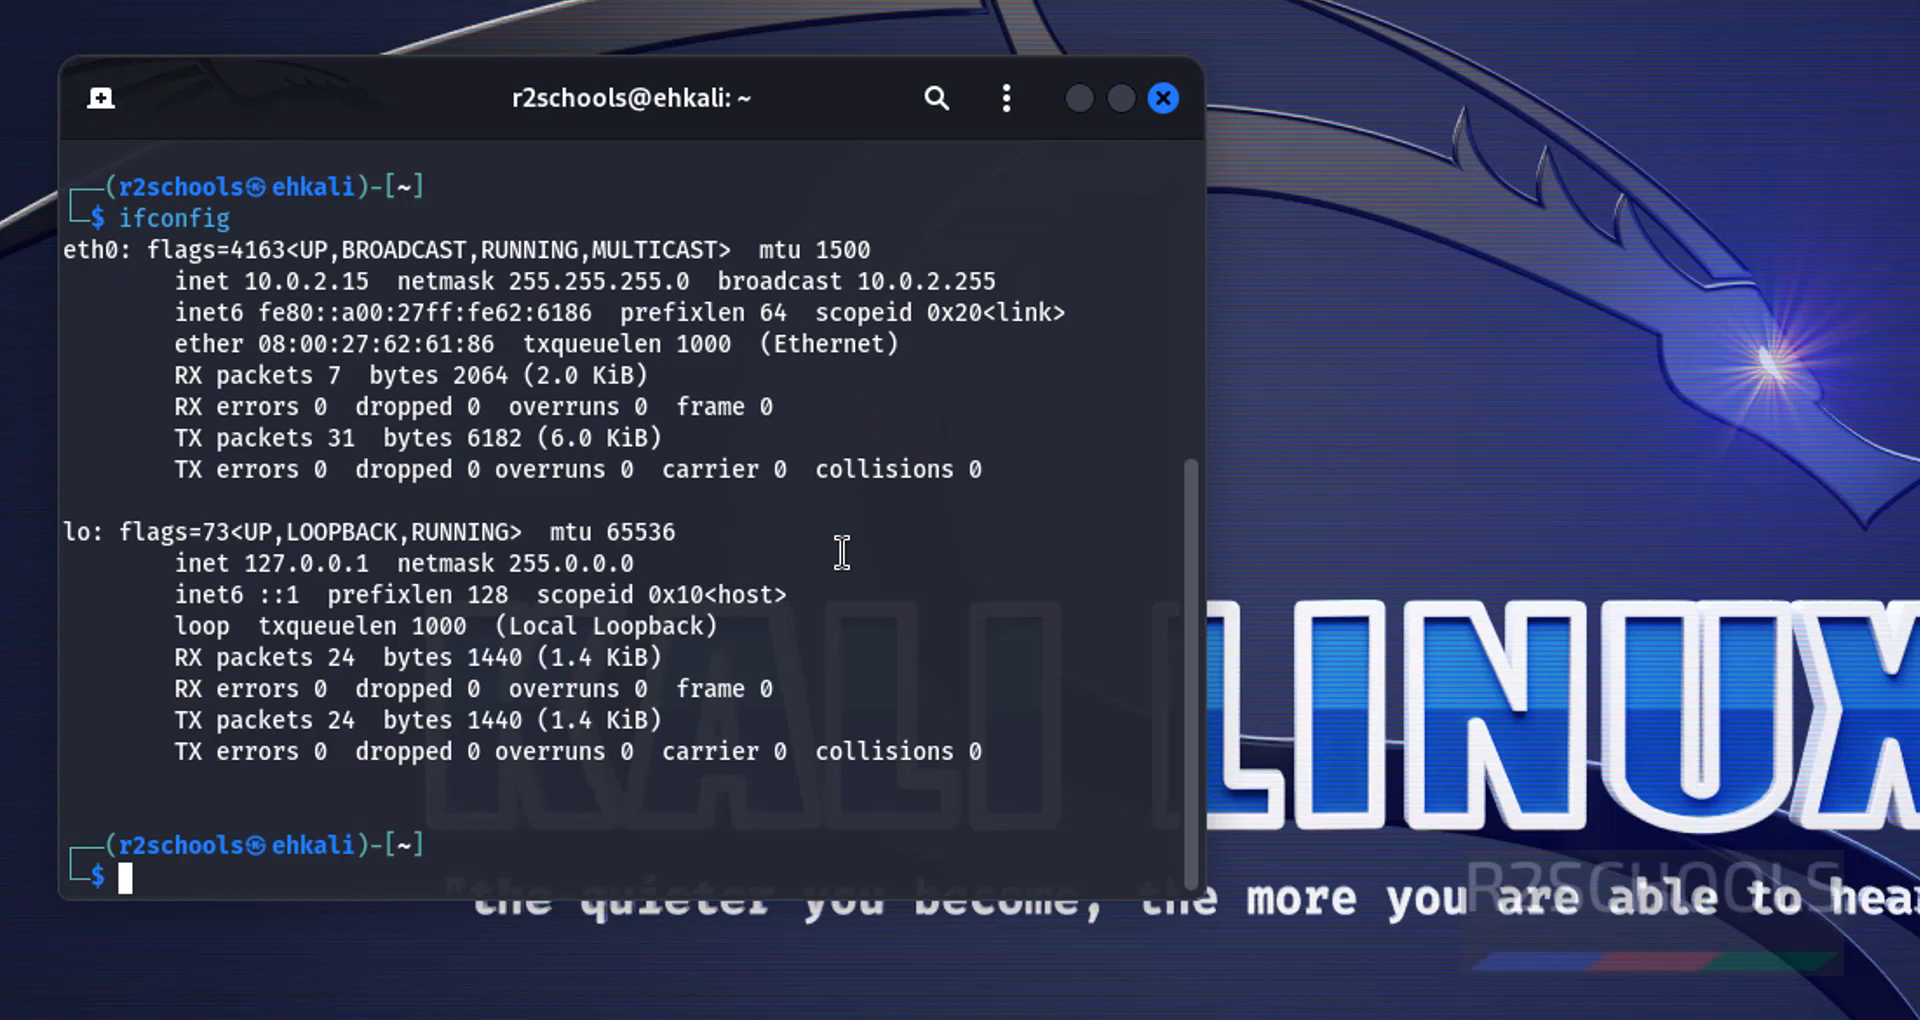 r2schools@ehkali: ~
┌──(r2schools㉿ehkali)-[~]
└─$ ifconfig
eth0: flags=4163<UP,BROADCAST,RUNNING,MULTICAST>  mtu 1500
        inet 10.0.2.15  netmask 255.255.255.0  broadcast 10.0.2.255
        inet6 fe80::a00:27ff:fe62:6186  prefixlen 64  scopeid 0x20<link>
        ether 08:00:27:62:61:86  txqueuelen 1000  (Ethernet)
        RX packets 7  bytes 2064 (2.0 KiB)
        RX errors 0  dropped 0  overruns 0  frame 0
        TX packets 31  bytes 6182 (6.0 KiB)
        TX errors 0  dropped 0 overruns 0  carrier 0  collisions 0

lo: flags=73<UP,LOOPBACK,RUNNING>  mtu 65536
        inet 127.0.0.1  netmask 255.0.0.0
        inet6 ::1  prefixlen 128  scopeid 0x10<host>
        loop  txqueuelen 1000  (Local Loopback)
        RX packets 24  bytes 1440 (1.4 KiB)
        RX errors 0  dropped 0  overruns 0  frame 0
        TX packets 24  bytes 1440 (1.4 KiB)
        TX errors 0  dropped 0 overruns 0  carrier 0  collisions 0

┌──(r2schools㉿ehkali)-[~]
└─$
KALI LINUX
"the quieter you become, the more you are able to hea
R2SCHOOLS